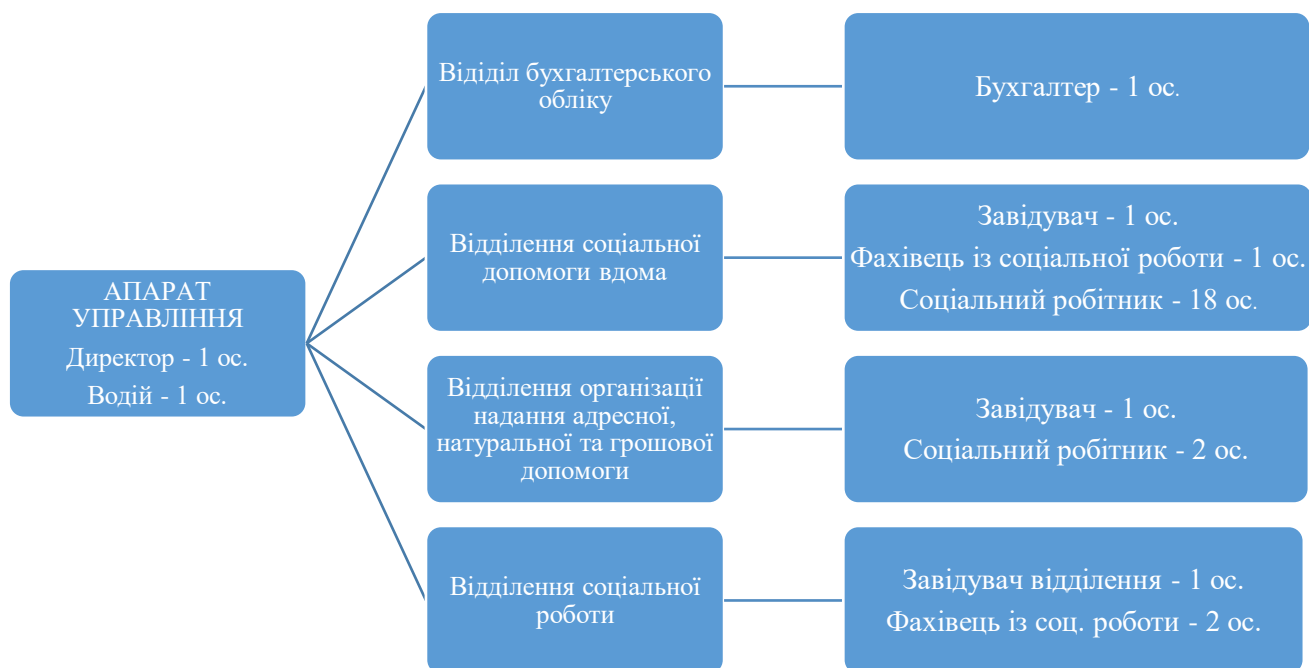 АПАРАТ
УПРАВЛІННЯ
Директор - 1 ос.
Водій - 1 ос.
Відіділ бухгалтерського
обліку
Бухгалтер - 1 ос.
Відділення соціальної
допомоги вдома
Завідувач - 1 ос.
Фахівець із соціальної роботи - 1 ос.
Соціальний робітник - 18 ос.
Відділення організації
надання адресної,
натуральної та грошової
допомоги
Завідувач - 1 ос.
Соціальний робітник - 2 ос.
Відділення соціальної
роботи
Завідувач відділення - 1 ос.
Фахівець із соц. роботи - 2 ос.